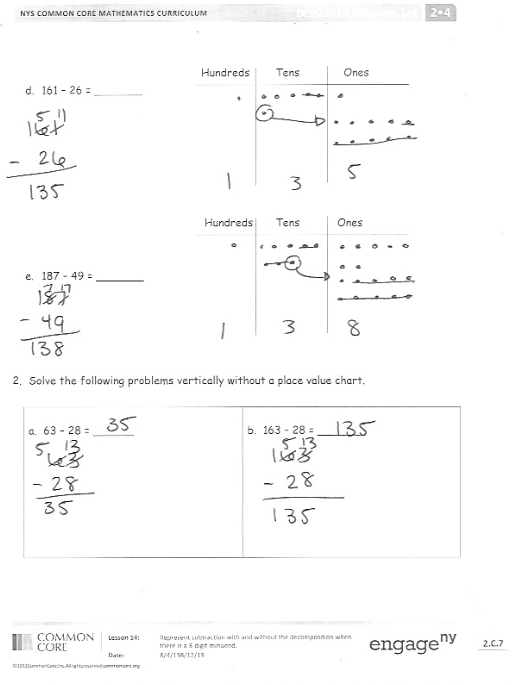 NYS COMMON CORE MATHEMATICS CURRICULUM
2•4
Hundreds Tens Ones
d. 161 - 26 = ______
5 11
161
- 26
135
1 3 5
Hundreds Tens Ones
e. 187 - 49 = ______
7 17
187
- 49
138
1 3 8
2. Solve the following problems vertically without a place value chart.
a. 63 - 28 = 35
5 13
63
- 28
35
b. 163 - 28 = 135
5 13
163
- 28
135
COMMON CORE
Lesson 14:
Date:
Represent subtraction with and without the decomposition when
there is a 3 digit minuend.
engage ny
2.C.7